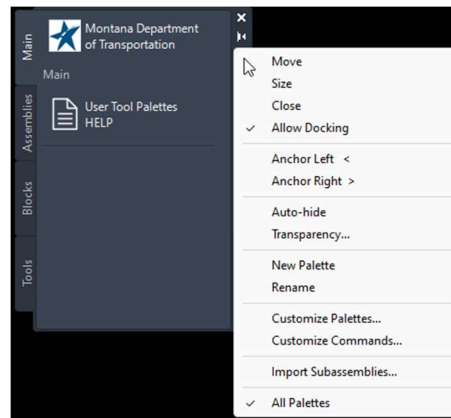 Main
Assemblies
Blocks
Tools
Montana Department
of Transportation
Main
User Tool Palettes
HELP
Move
Size
Close
Allow Docking
Anchor Left <
Anchor Right >
Auto-hide
Transparency...
New Palette
Rename
Customize Palettes...
Customize Commands...
Import Subassemblies...
All Palettes